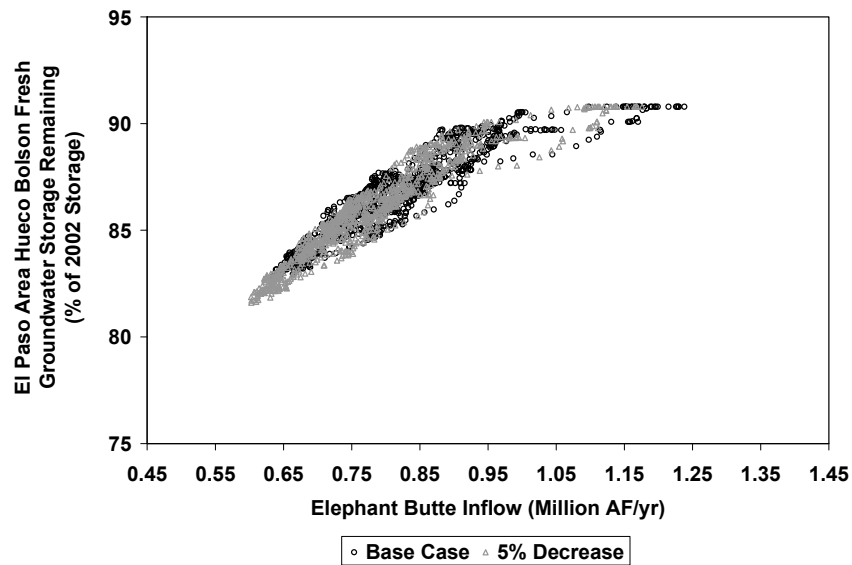 El Paso Area Hueco Bolson Fresh
Groundwater Storage Remaining
(% of 2002 Storage)
95
90
85
80
75
0.45 0.55 0.65 0.75 0.85 0.95 1.05 1.15 1.25 1.35 1.45
Elephant Butte Inflow (Million AF/yr)
Base Case 5% Decrease